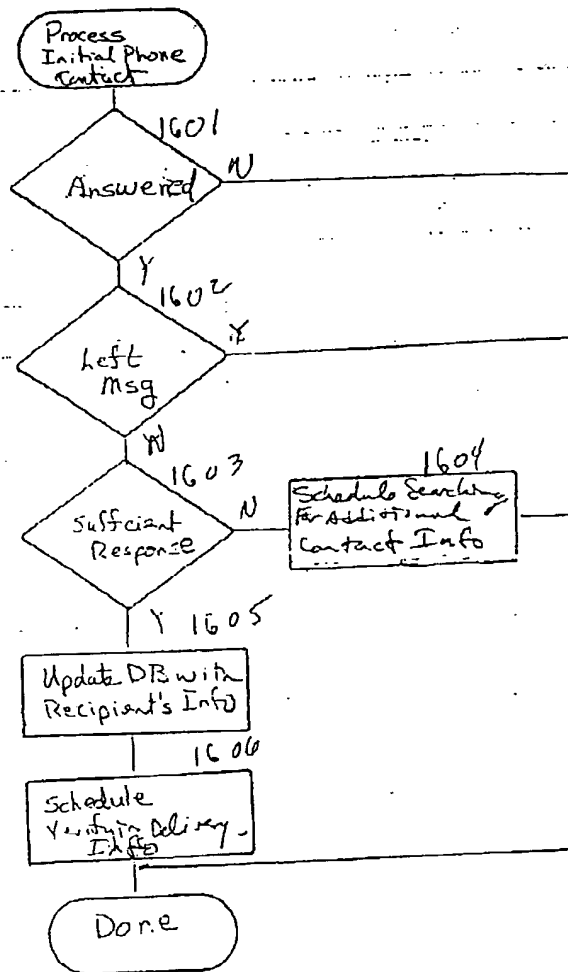 Process
Initial Phone
Contact
1601
Answered
N
Y
1602
Left
Msg
Y
N
1603
Sufficient
Response
N
1604
Schedule Searching
For Additional
Contact Info
Y
1605
Update DB with
Recipient's Info
1606
Schedule
Verifyin Delivery
Info
Done